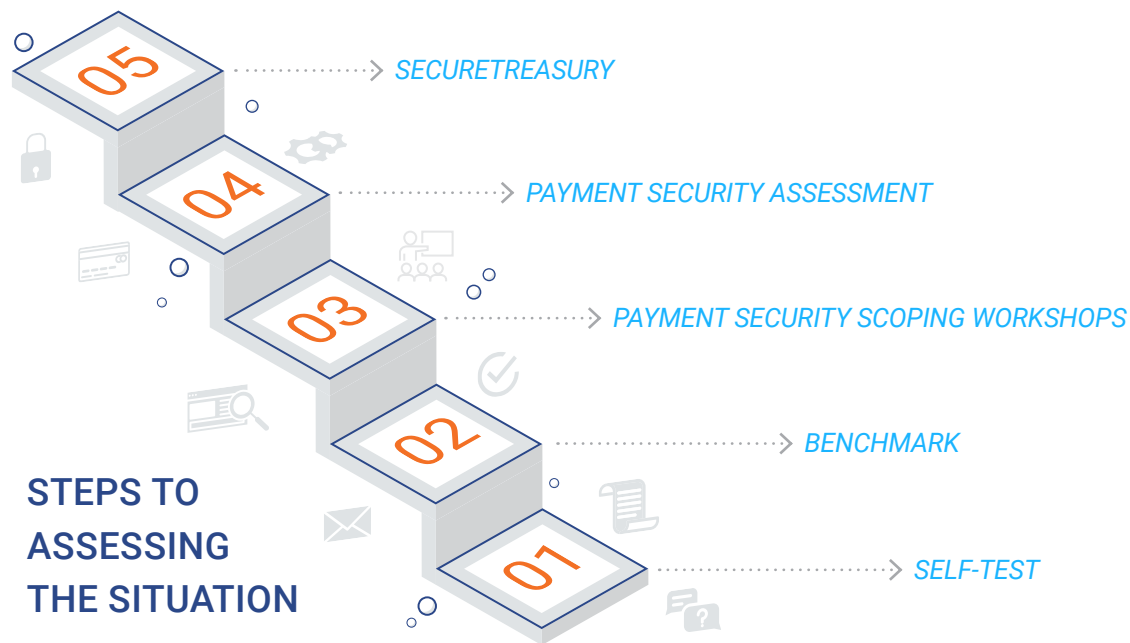 05
SECURETREASURY
04
PAYMENT SECURITY ASSESSMENT
03
PAYMENT SECURITY SCOPING WORKSHOPS
02
BENCHMARK
01
SELF-TEST
STEPS TO
ASSESSING
THE SITUATION
?